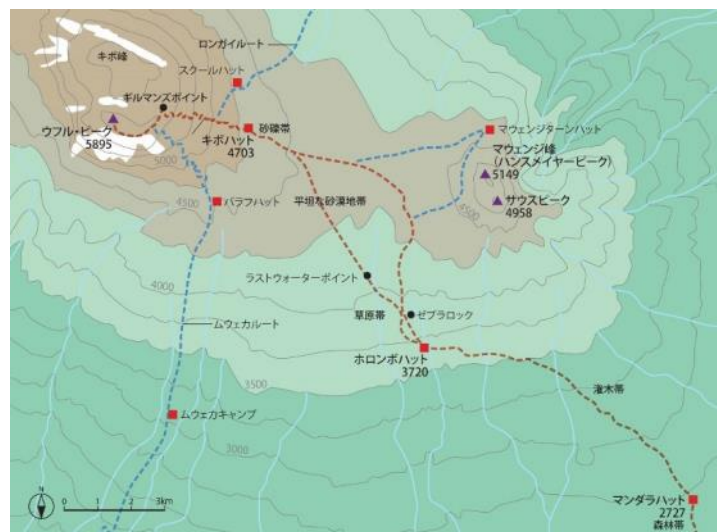 ロンガイルート
キボ峰
スクールハット
ギルマンズポイント
ウフル・ピーク
5895
砂礫帯
キボハット
4703
5000
マウェンジターンハット
マウェンジ峰
(ハンスメイヤーピーク)
5149
サウスピーク
4958
4500
4500
バラフハット
平坦な砂漠地帯
ラストウォーターポイント
4000
草原帯
ゼブラロック
ムウェカルート
ホロンボハット
3720
3500
灌木帯
ムウェカキャンプ
3000
マンダラハット
2727
森林帯
N
0 1 2 3km